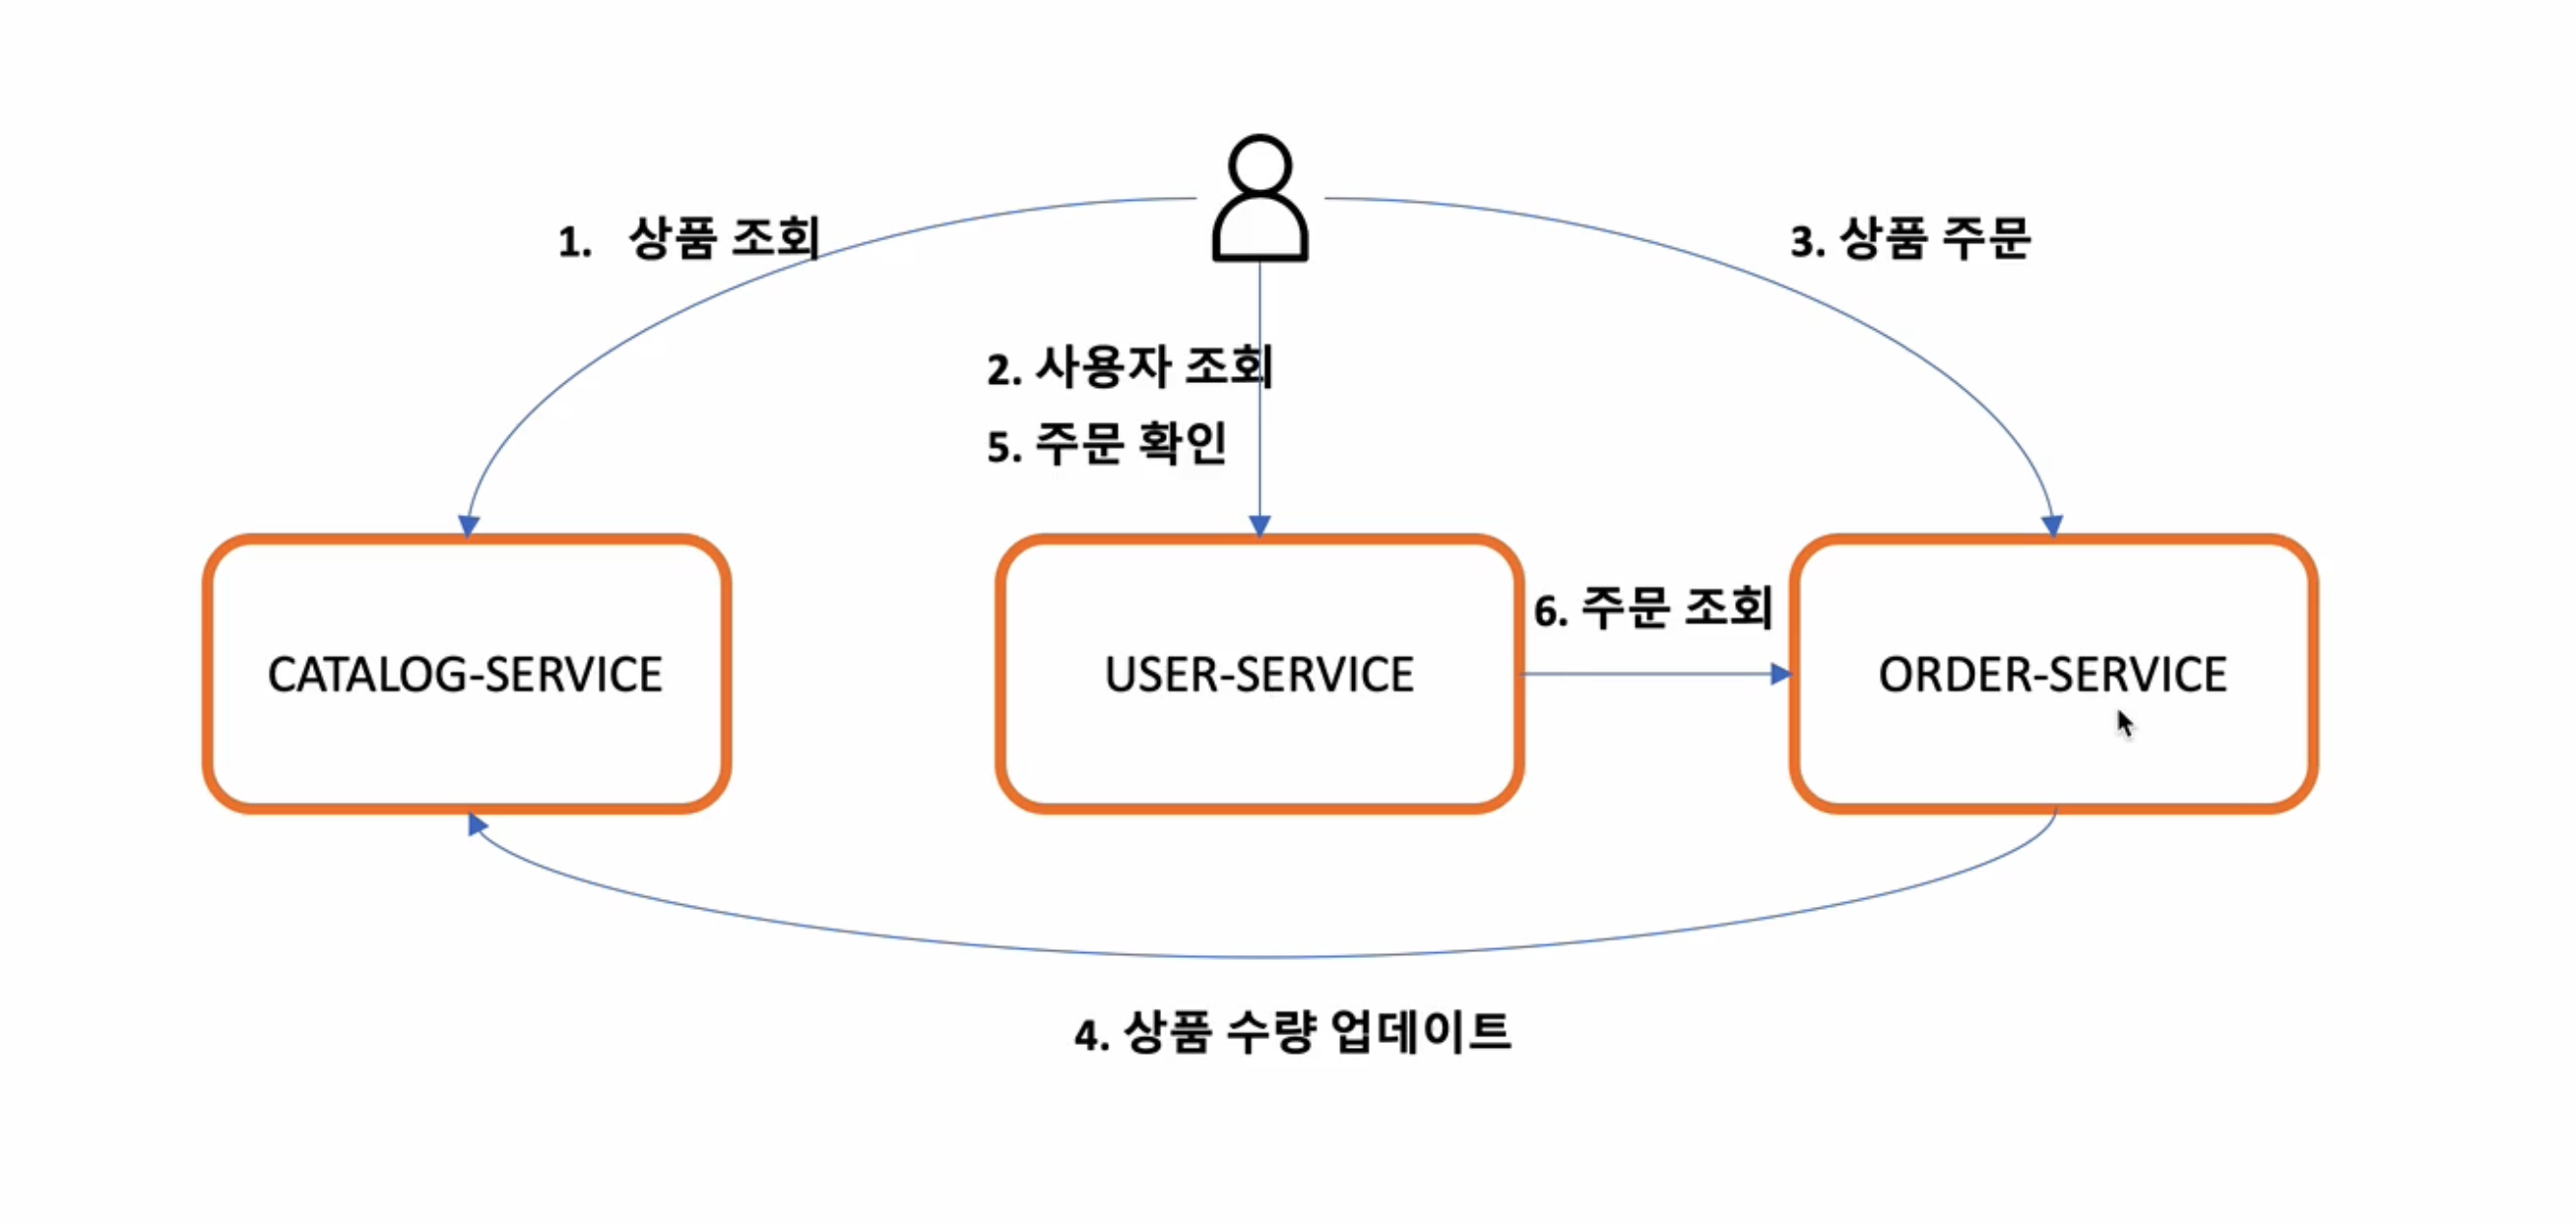 1. 상품 조회
3. 상품 주문
2. 사용자 조회
5. 주문 확인
6. 주문 조회
CATALOG-SERVICE
USER-SERVICE
ORDER-SERVICE
4. 상품 수량 업데이트